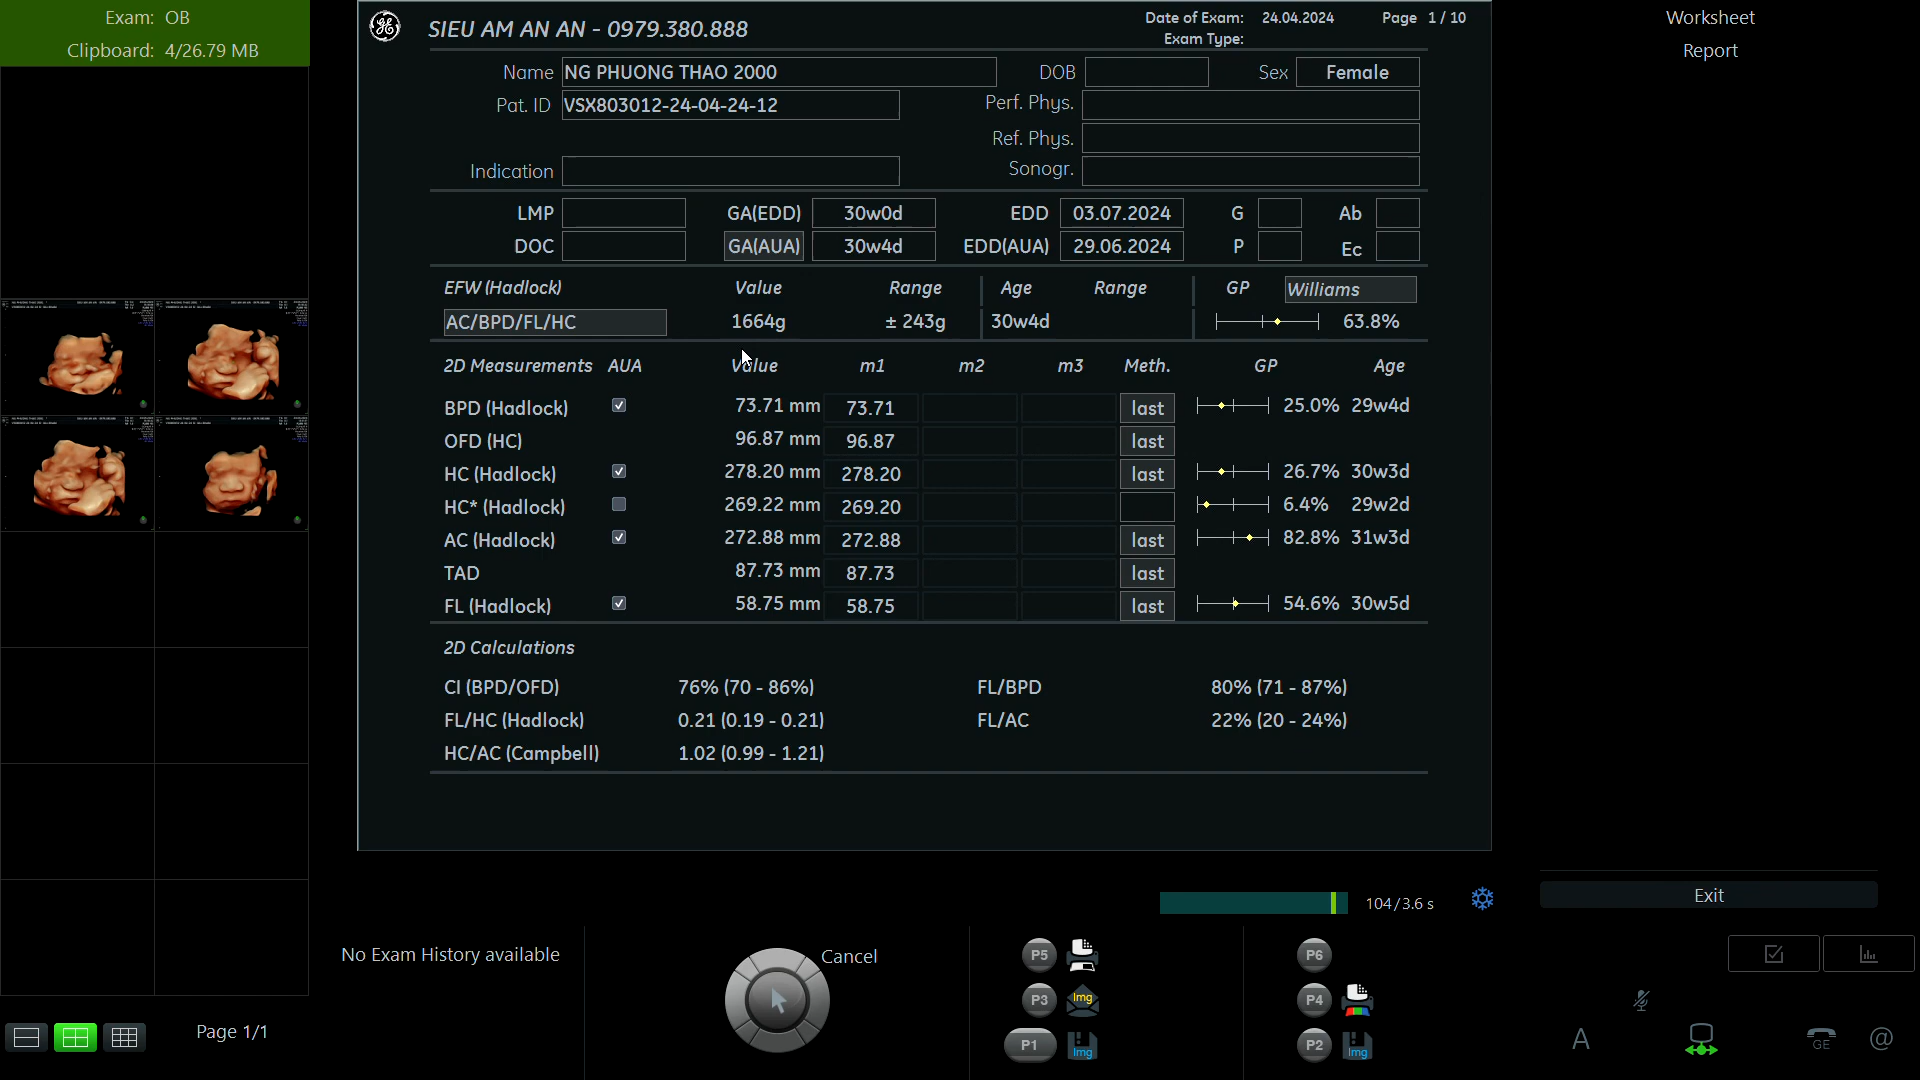 Exam: OB
Clipboard: 4/26.79 MB
SIEU AM AN AN - 0979.380.888
Date of Exam: 24.04.2024 Page 1 / 10
Exam Type:
Worksheet
Report
Name NG PHUONG THAO 2000 DOB Sex Female
Pat. ID VSX803012-24-04-24-12 Perf. Phys.
Ref. Phys.
Indication Sonogr.
LMP GA(EDD) 30w0d EDD 03.07.2024 G Ab
DOC GA(AUA) 30w4d EDD(AUA) 29.06.2024 P Ec
EFW (Hadlock) Value Range Age Range GP Williams
AC/BPD/FL/HC 1664g ± 243g 30w4d 63.8%
2D Measurements AUA Value m1 m2 m3 Meth. GP Age
BPD (Hadlock) 73.71 mm 73.71 last 25.0% 29w4d
OFD (HC) 96.87 mm 96.87 last
HC (Hadlock) 278.20 mm 278.20 last 26.7% 30w3d
HC* (Hadlock) 269.22 mm 269.20 6.4% 29w2d
AC (Hadlock) 272.88 mm 272.88 last 82.8% 31w3d
TAD 87.73 mm 87.73 last
FL (Hadlock) 58.75 mm 58.75 last 54.6% 30w5d
2D Calculations
CI (BPD/OFD) 76% (70 - 86%) FL/BPD 80% (71 - 87%)
FL/HC (Hadlock) 0.21 (0.19 - 0.21) FL/AC 22% (20 - 24%)
HC/AC (Campbell) 1.02 (0.99 - 1.21)
104/3.6 s
Exit
No Exam History available
Cancel
P5 P6
P3 Img P4
P1 Img P2 Img
Page 1/1
A GE @